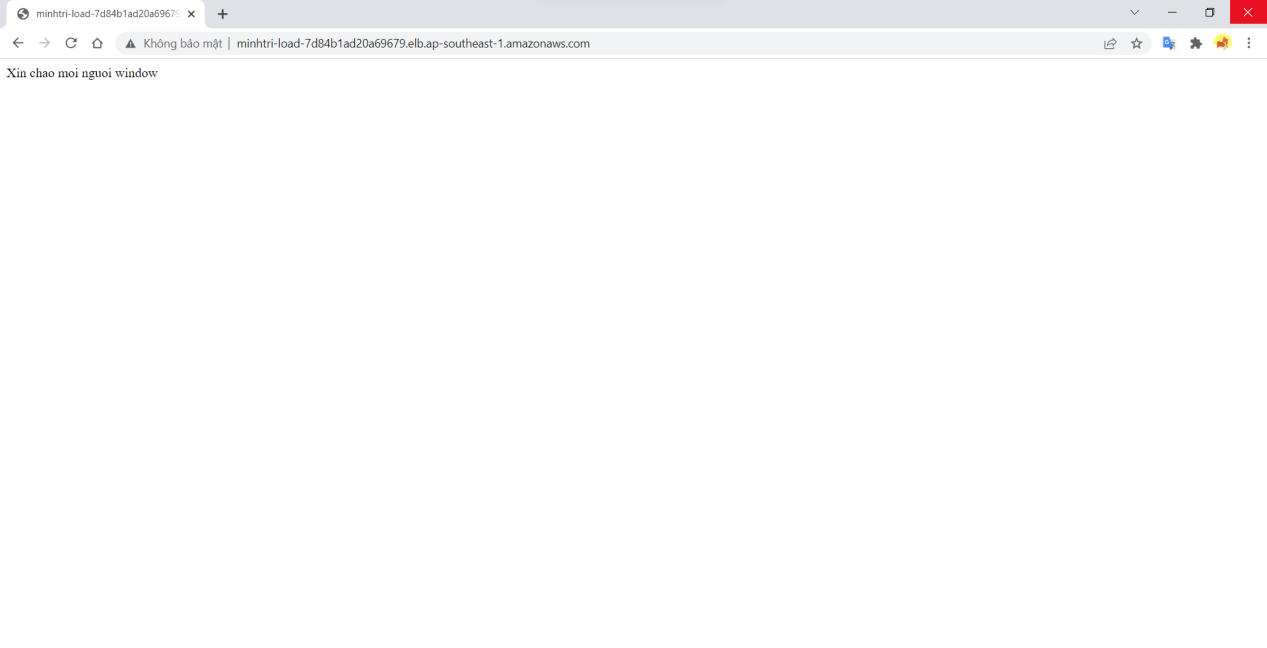 minhtri-load-7d84b1ad20a69679
Không bảo mật | minhtri-load-7d84b1ad20a69679.elb.ap-southeast-1.amazonaws.com
Xin chao moi nguoi window